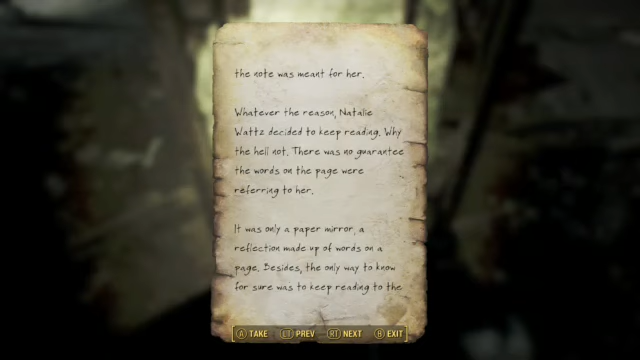 the note was meant for her.
Whatever the reason, Natalie
Wattz decided to keep reading. Why
the hell not. There was no guarantee
the words on the page were
referring to her.
It was only a paper mirror, a
reflection made up of words on a
page. Besides, the only way to know
for sure was to keep reading to the
A) TAKE LT) PREV RT) NEXT B) EXIT